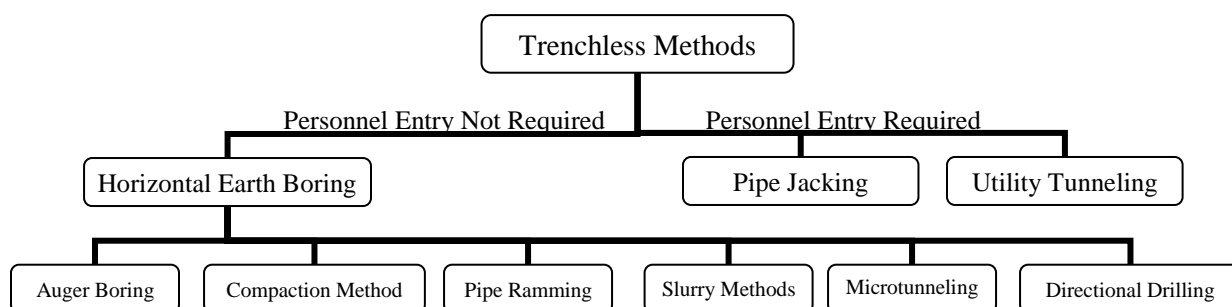 Trenchless Methods
Personnel Entry Not Required
Personnel Entry Required
Horizontal Earth Boring
Pipe Jacking
Utility Tunneling
Auger Boring
Compaction Method
Pipe Ramming
Slurry Methods
Microtunneling
Directional Drilling